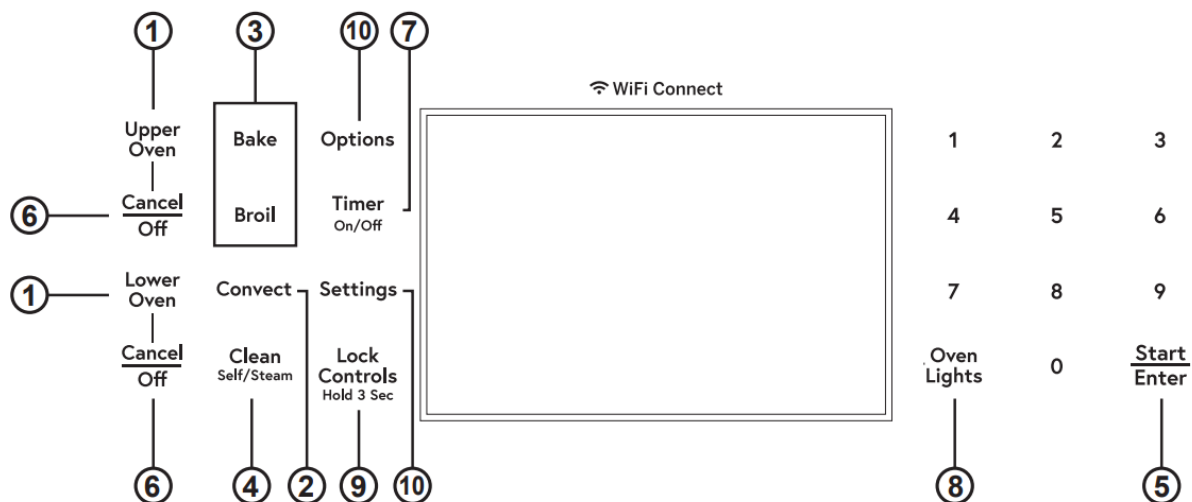 1 3 10 7
WiFi Connect
Upper
Oven
Bake
Options
1 2 3
6
Cancel
Off
Broil
Timer
On/Off
4 5 6
1
Lower
Oven
Convect
Settings
7 8 9
Cancel
Off
Clean
Self/Steam
Lock
Controls
Hold 3 Sec
Oven
Lights
0
Start
Enter
6 4 2 9 10 8 5